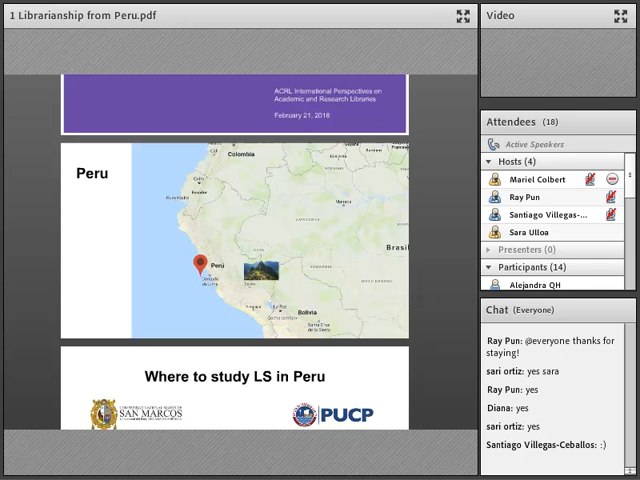 1 Librarianship from Peru.pdf
ACRL International Perspectives on
Academic and Research Libraries
February 21, 2018
Peru
Colombia
Perú
Brasil
Bolivia
Where to study LS in Peru
SAN MARCOS
PUCP
Video
Attendees (18)
Active Speakers
Hosts (4)
Mariel Colbert
Ray Pun
Santiago Villegas-...
Sara Ulloa
Presenters (0)
Participants (14)
Alejandra QH
Chat (Everyone)
Ray Pun: @everyone thanks for
staying!
sari ortiz: yes sara
Ray Pun: yes
Diana: yes
sari ortiz: yes
Santiago Villegas-Ceballos: :)